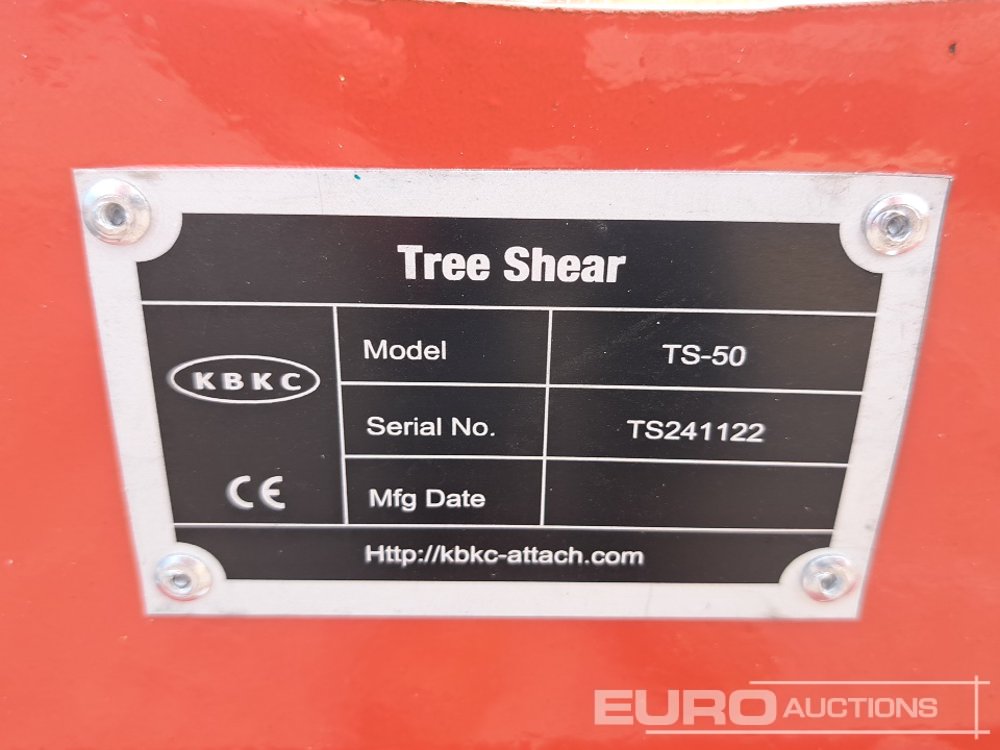 Tree Shear
KBKC
CE
Model TS-50
Serial No. TS241122
Mfg Date
Http://kbkc-attach.com
EURO AUCTIONS